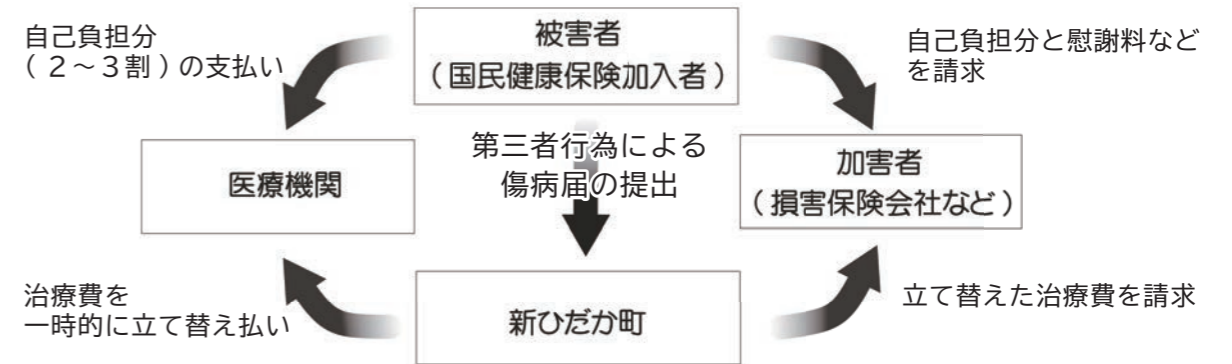 自己負担分
(２～３割)の支払い
被害者
(国民健康保険加入者)
自己負担分と慰謝料など
を請求
医療機関
第三者行為による
傷病届の提出
加害者
(損害保険会社など)
治療費を
一時的に立て替え払い
新ひだか町
立て替えた治療費を請求